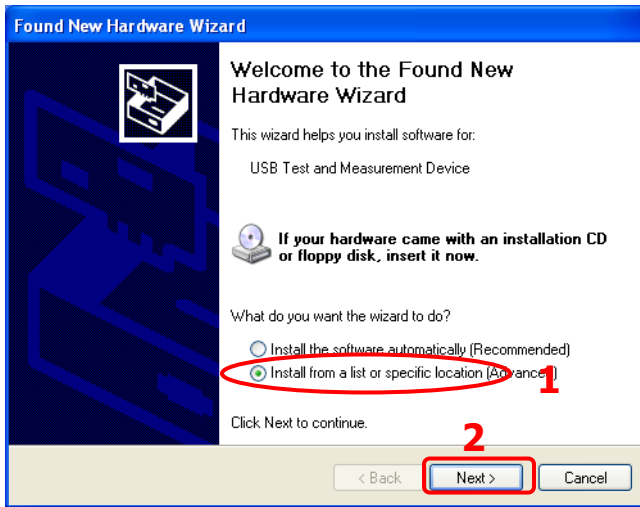 Found New Hardware Wizard
Welcome to the Found New
Hardware Wizard
This wizard helps you install software for:
USB Test and Measurement Device
If your hardware came with an installation CD
or floppy disk, insert it now.
What do you want the wizard to do?
Install the software automatically (Recommended)
Install from a list or specific location (Advanced)
1
Click Next to continue.
2
< Back
Next >
Cancel